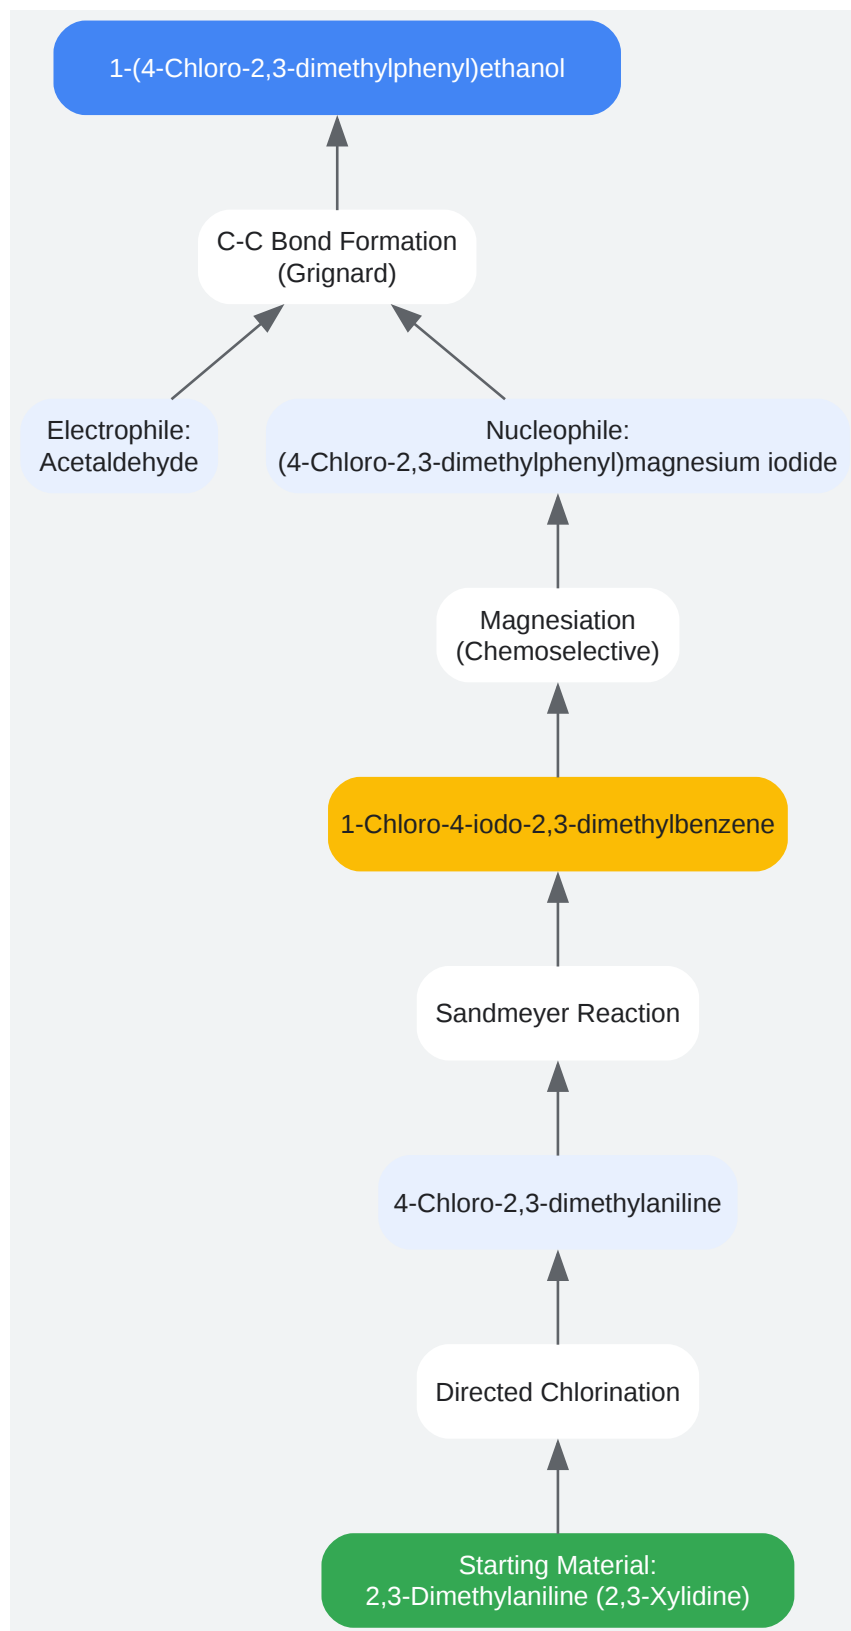 1-(4-Chloro-2,3-dimethylphenyl)ethanol
C-C Bond Formation
(Grignard)
Electrophile:
Acetaldehyde
Nucleophile:
(4-Chloro-2,3-dimethylphenyl)magnesium iodide
Magnesiation
(Chemoselective)
1-Chloro-4-iodo-2,3-dimethylbenzene
Sandmeyer Reaction
4-Chloro-2,3-dimethylaniline
Directed Chlorination
Starting Material:
2,3-Dimethylaniline (2,3-Xylidine)